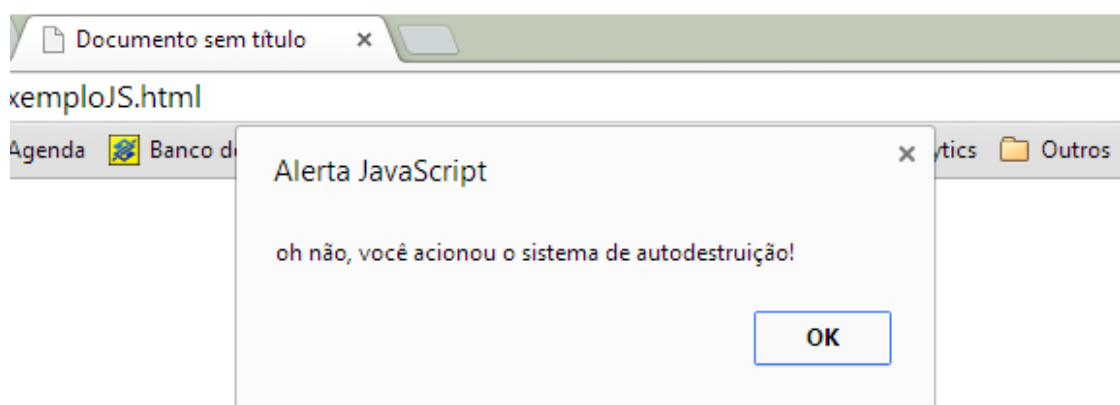 Documento sem título
xemploJS.html
Agenda Banco d ytics Outros
Alerta JavaScript
oh não, você acionou o sistema de autodestruição!
OK